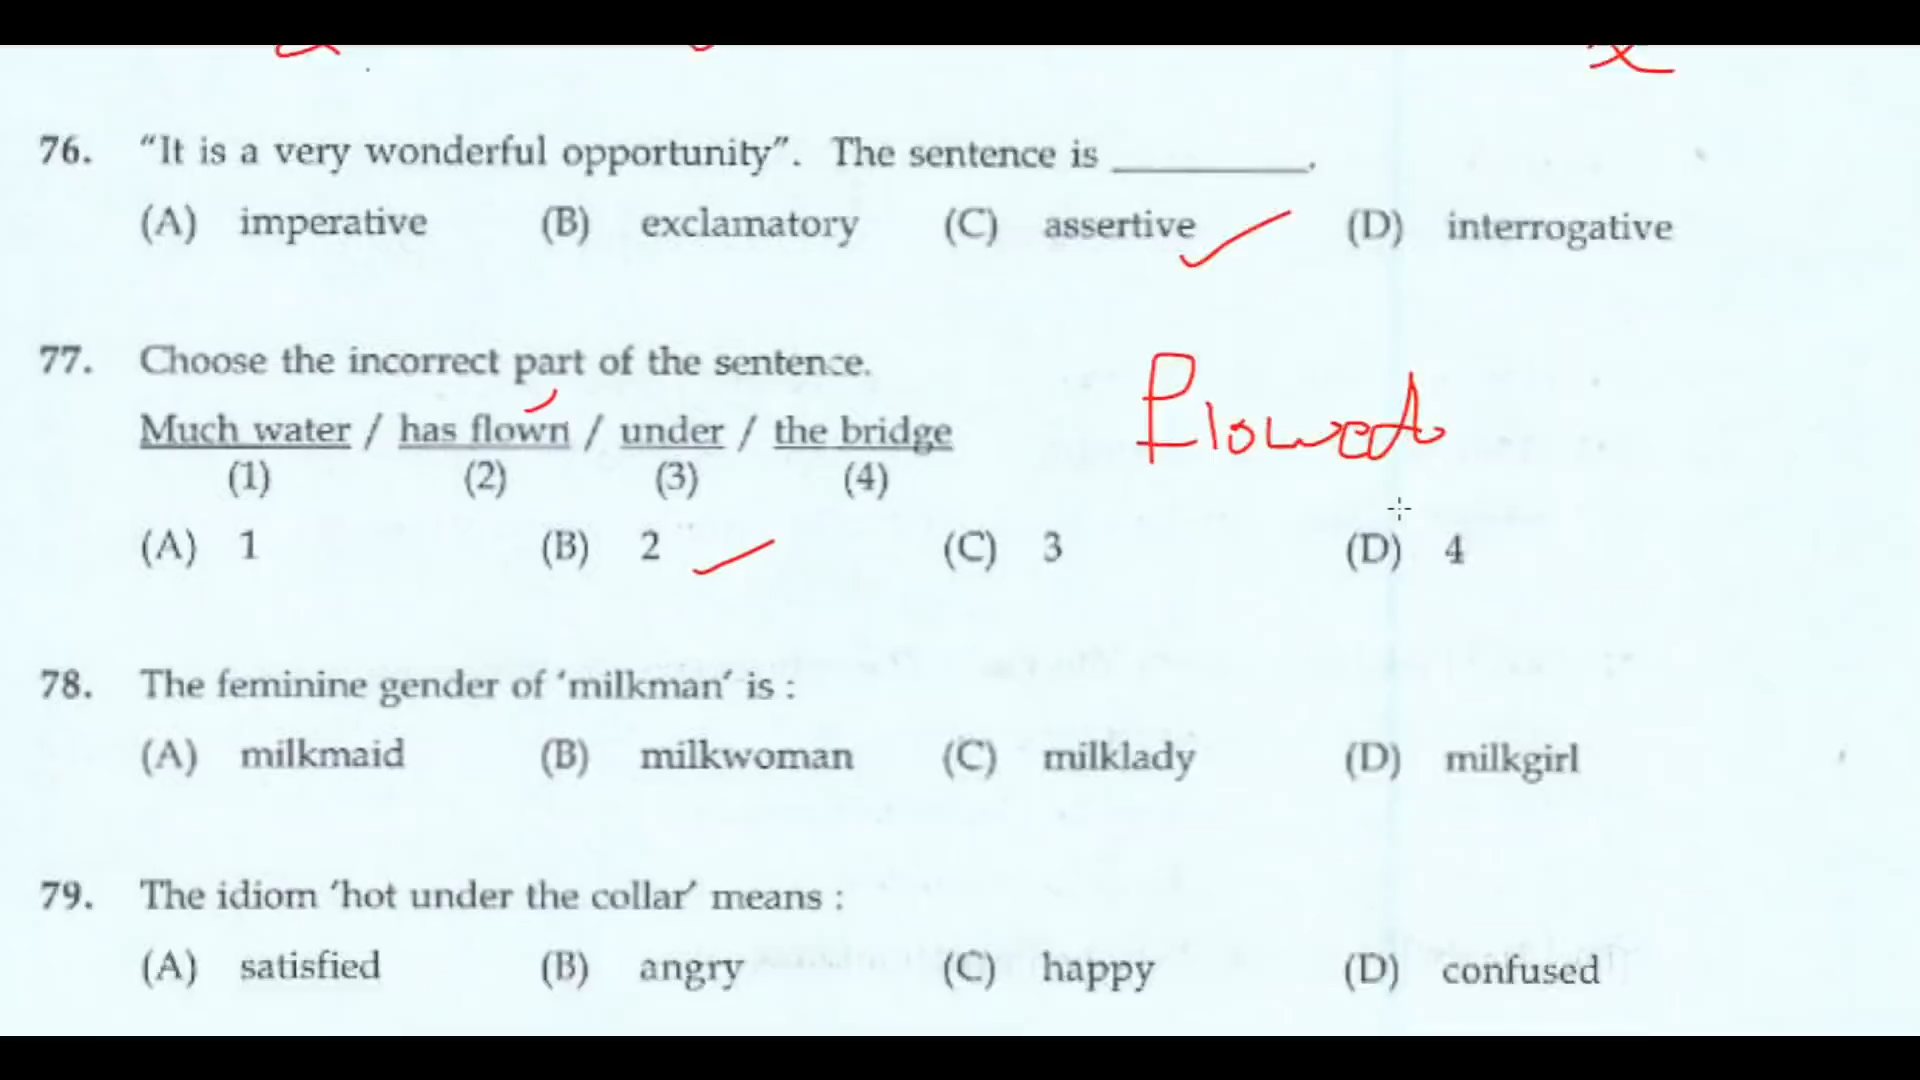 76. “It is a very wonderful opportunity”. The sentence is ________.
(A) imperative (B) exclamatory (C) assertive (D) interrogative
77. Choose the incorrect part of the sentence.
Flowed
Much water / has flown / under / the bridge
(1) (2) (3) (4)
(A) 1 (B) 2 (C) 3 (D) 4
78. The feminine gender of ‘milkman’ is :
(A) milkmaid (B) milkwoman (C) milklady (D) milkgirl
79. The idiom ‘hot under the collar’ means :
(A) satisfied (B) angry (C) happy (D) confused